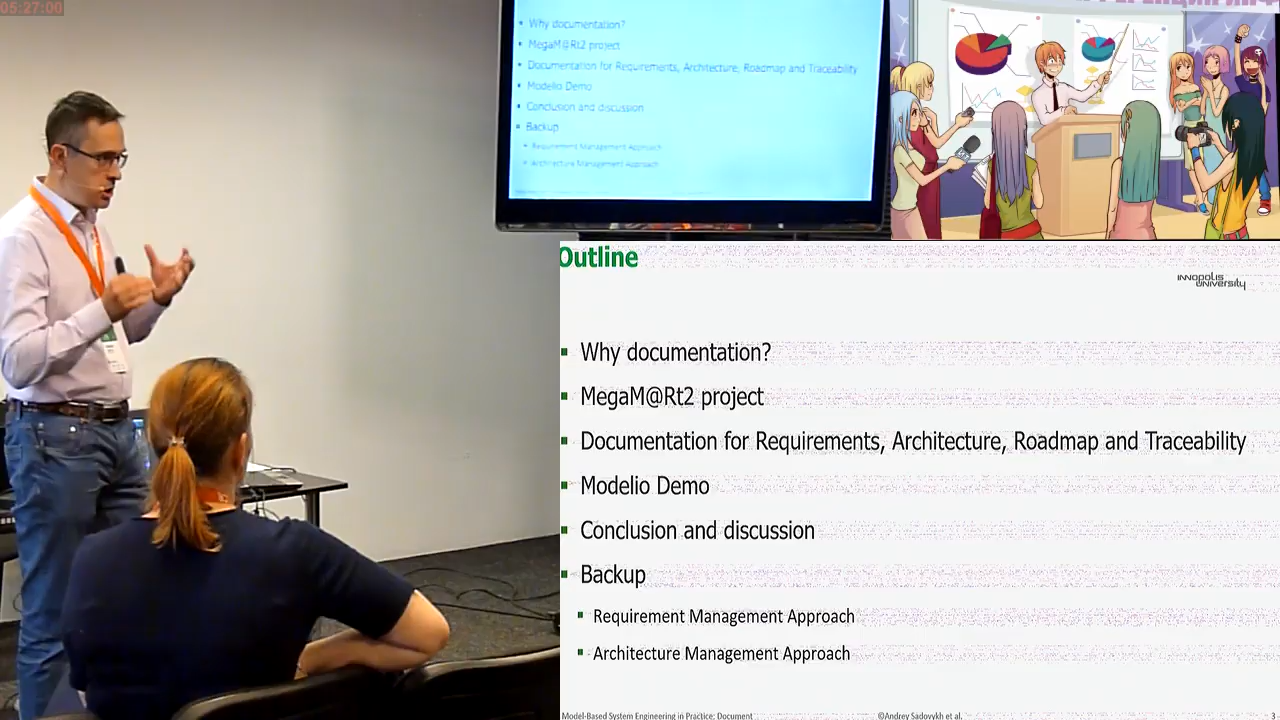 05:27:00
Why documentation?
MegaM@Rt2 project
Documentation for Requirements, Architecture, Roadmap and Traceability
Modelio Demo
Conclusion and discussion
Backup
Requirement Management Approach
Architecture Management Approach
Outline
innopolis
university
Why documentation?
MegaM@Rt2 project
Documentation for Requirements, Architecture, Roadmap and Traceability
Modelio Demo
Conclusion and discussion
Backup
Requirement Management Approach
Architecture Management Approach
Model-Based System Engineering in Practice: Document
©Andrey Sadovykh et al.
3